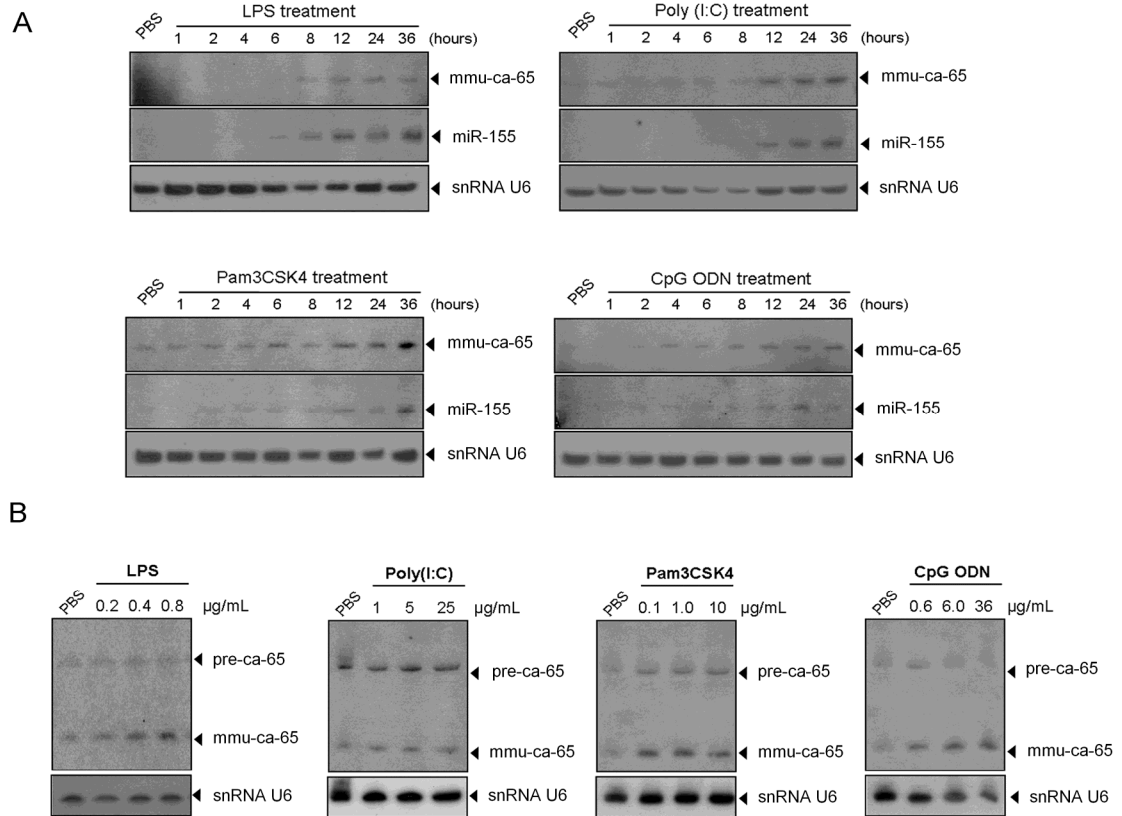 A
LPS treatment
PBS 1 2 4 6 8 12 24 36 (hours)
mmu-ca-65
miR-155
snRNA U6
Poly (I:C) treatment
PBS 1 2 4 6 8 12 24 36 (hours)
mmu-ca-65
miR-155
snRNA U6
Pam3CSK4 treatment
PBS 1 2 4 6 8 12 24 36 (hours)
mmu-ca-65
miR-155
snRNA U6
CpG ODN treatment
PBS 1 2 4 6 8 12 24 36 (hours)
mmu-ca-65
miR-155
snRNA U6
B
LPS
PBS 0.2 0.4 0.8 µg/mL
pre-ca-65
mmu-ca-65
snRNA U6
Poly(I:C)
PBS 1 5 25 µg/mL
pre-ca-65
mmu-ca-65
snRNA U6
Pam3CSK4
PBS 0.1 1.0 10 µg/mL
pre-ca-65
mmu-ca-65
snRNA U6
CpG ODN
PBS 0.6 6.0 36 µg/mL
pre-ca-65
mmu-ca-65
snRNA U6